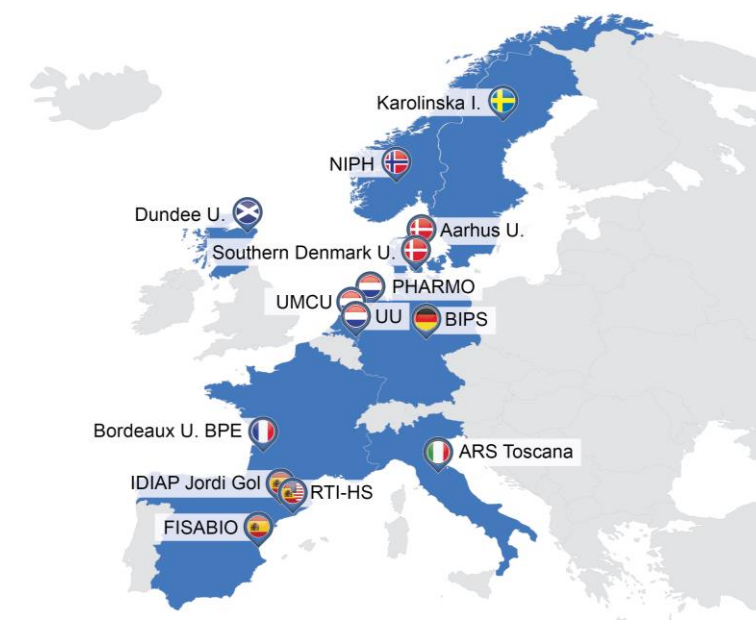 Karolinska I.
NIPH
Dundee U.
Aarhus U.
Southern Denmark U.
PHARMO
UMCU
UU
BIPS
Bordeaux U. BPE
ARS Toscana
IDIAP Jordi Gol
RTI-HS
FISABIO